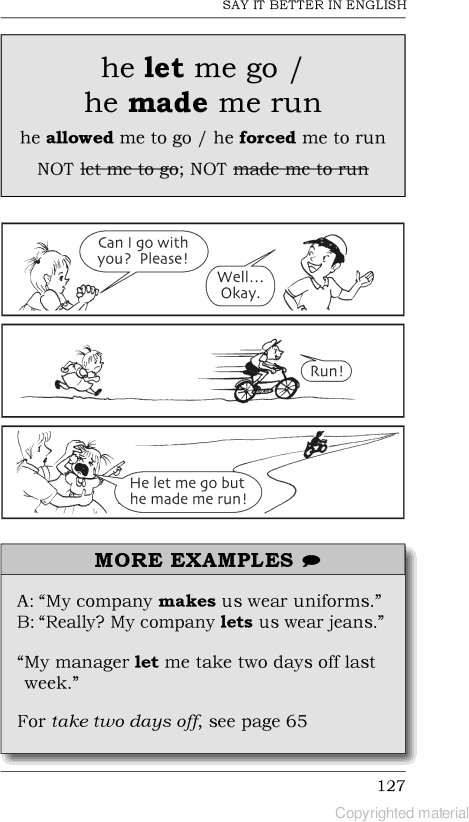 SAY IT BETTER IN ENGLISH
he let me go /
he made me run
he allowed me to go / he forced me to run
NOT let me to go; NOT made me to run
Can I go with
you? Please!
Well...
Okay.
Run!
He let me go but
he made me run!
MORE EXAMPLES
A: “My company makes us wear uniforms.”
B: “Really? My company lets us wear jeans.”
“My manager let me take two days off last
week.”
For take two days off, see page 65
127
Copyrighted material